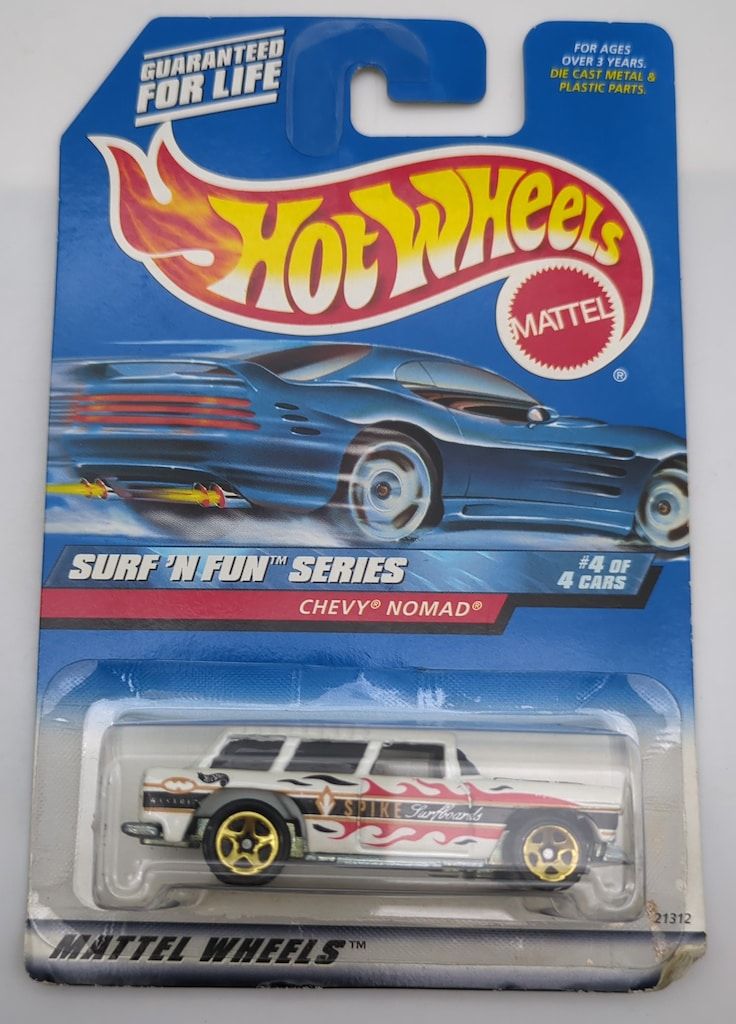 GUARANTEED
FOR LIFE
FOR AGES
OVER 3 YEARS.
DIE CAST METAL &
PLASTIC PARTS.
HOT WHEELS
MATTEL
®
SURF 'N FUN™ SERIES
#4 OF
4 CARS
CHEVY® NOMAD®
SPIKE Surfboards
21312
MATTEL WHEELS™